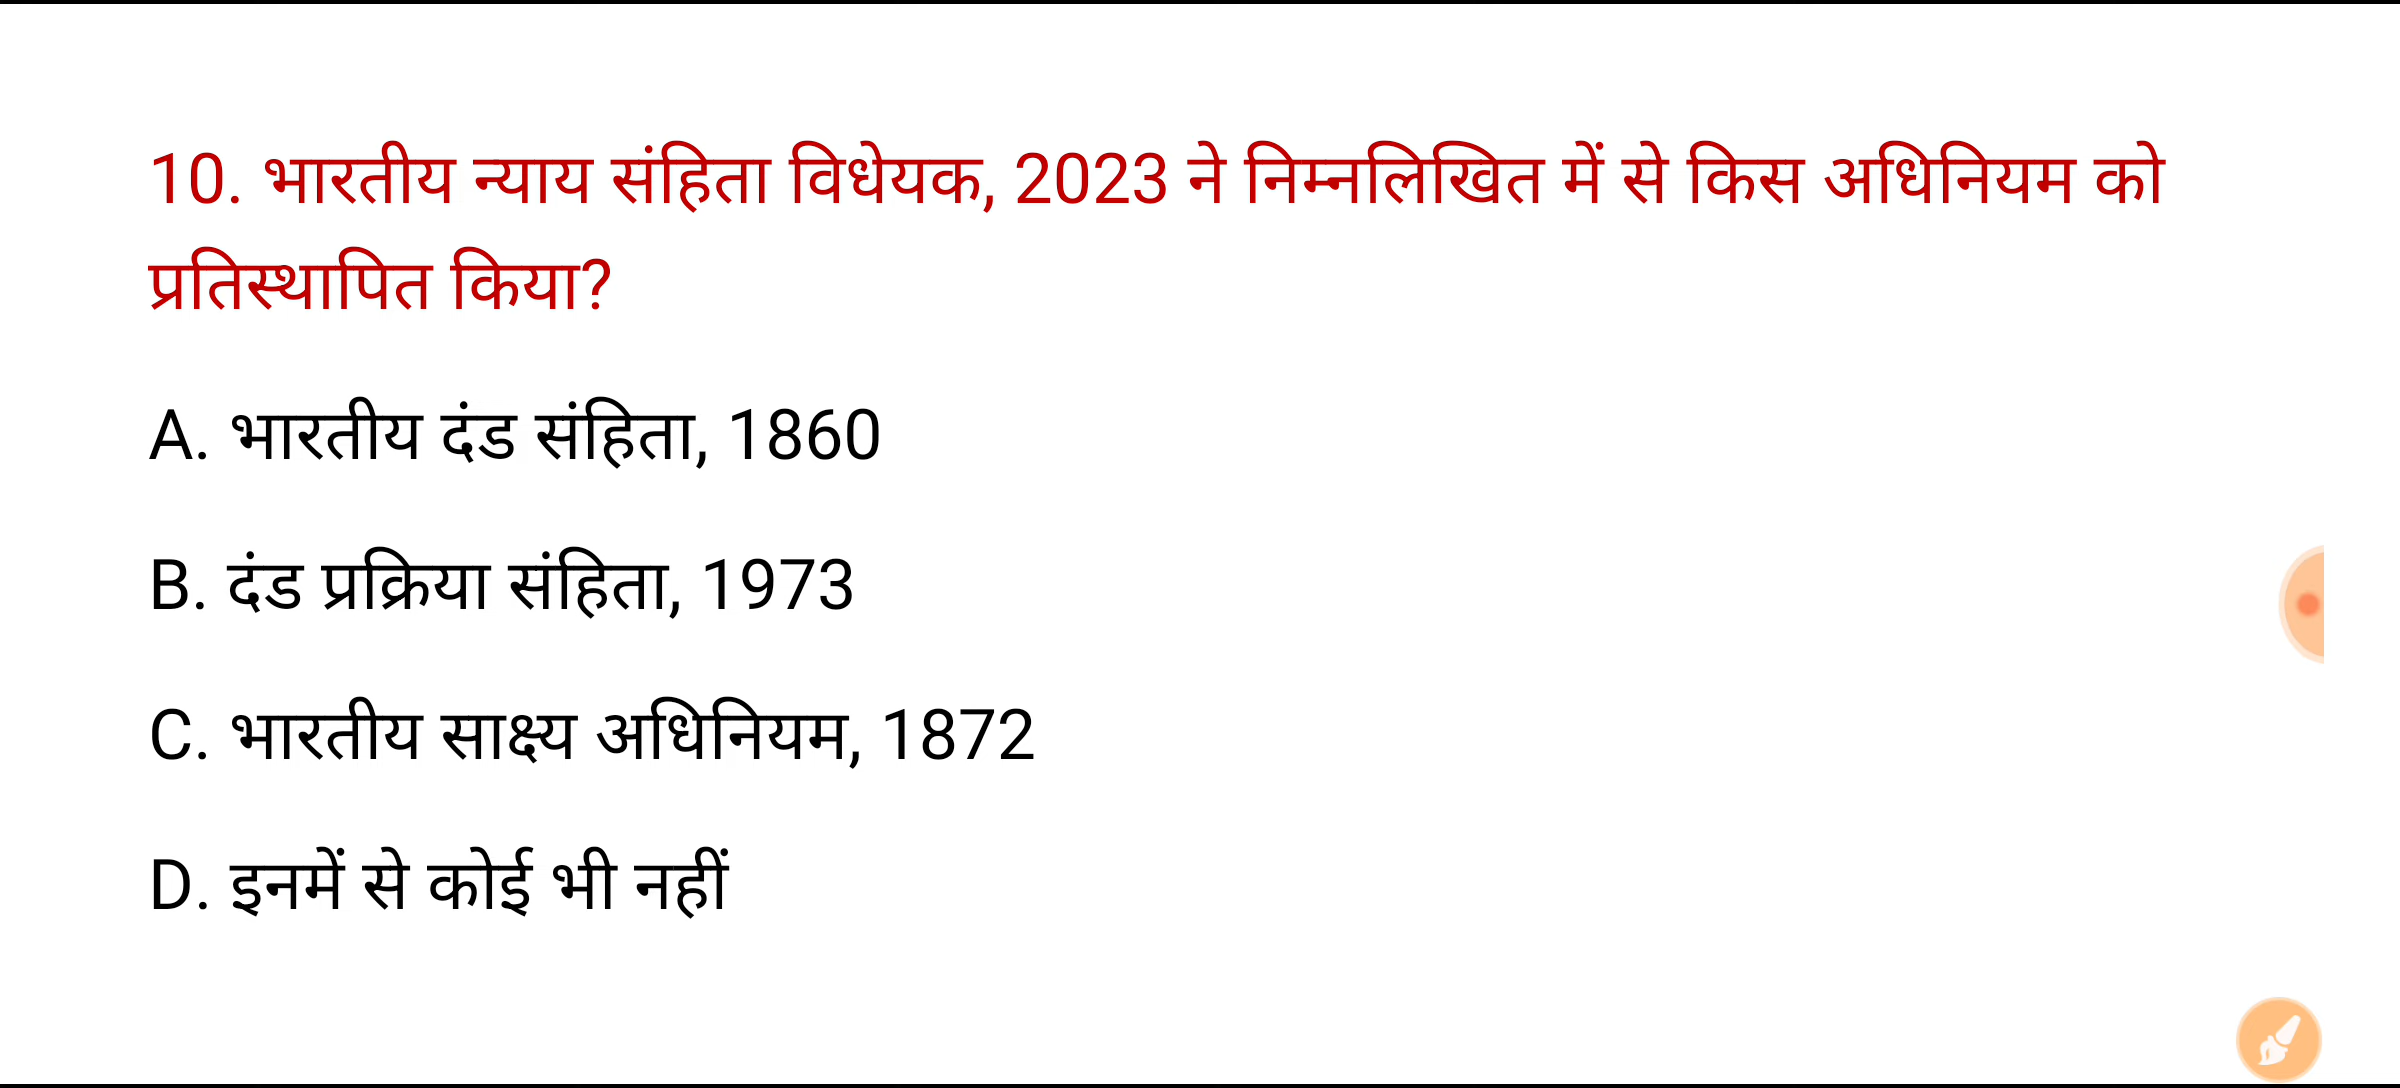 10. भारतीय न्याय संहिता विधेयक, 2023 ने निम्नलिखित में से किस अधिनियम को
प्रतिस्थापित किया?
A. भारतीय दंड संहिता, 1860
B. दंड प्रक्रिया संहिता, 1973
C. भारतीय साक्ष्य अधिनियम, 1872
D. इनमें से कोई भी नहीं